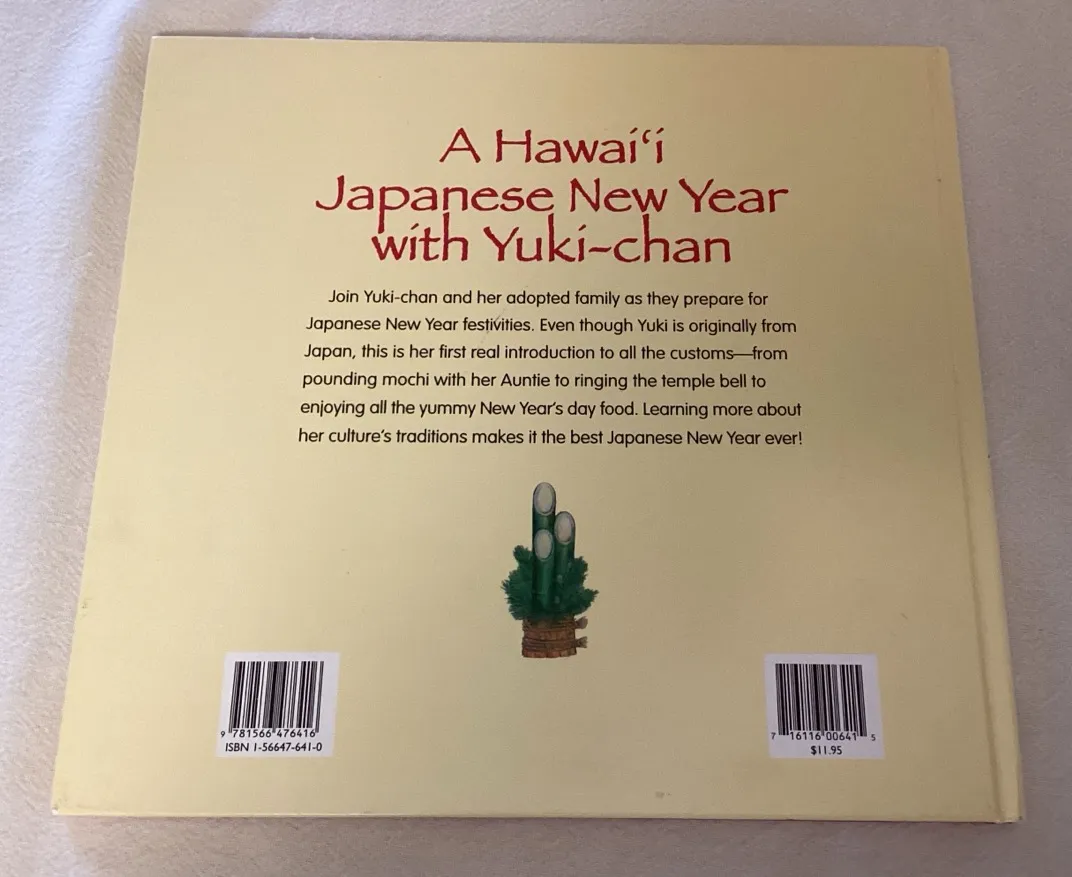 A Hawaiʻi
Japanese New Year
with Yuki-chan
Join Yuki-chan and her adopted family as they prepare for
Japanese New Year festivities. Even though Yuki is originally from
Japan, this is her first real introduction to all the customs—from
pounding mochi with her Auntie to ringing the temple bell to
enjoying all the yummy New Year's day food. Learning more about
her culture's traditions makes it the best Japanese New Year ever!
9 781566 476416
ISBN 1-56647-641-0
7 16116 00641 5
$11.95